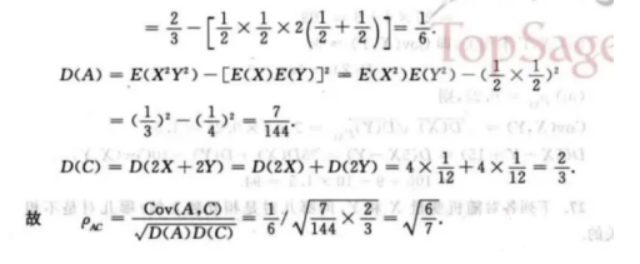 = 2/3 − [1/2 × 1/2 × 2(1/2 + 1/2)] = 1/6.
TopSage
D(A) = E(X²Y²) − [E(X)E(Y)]² = E(X²)E(Y²) − (1/2 × 1/2)²
= (1/3)² − (1/4)² = 7/144.
D(C) = D(2X + 2Y) = D(2X) + D(2Y) = 4 × 1/12 + 4 × 1/12 = 2/3.
故 ρ_AC = Cov(A,C)/√D(A)D(C) = 1/6 / √7/144 × 2/3 = √6/7.